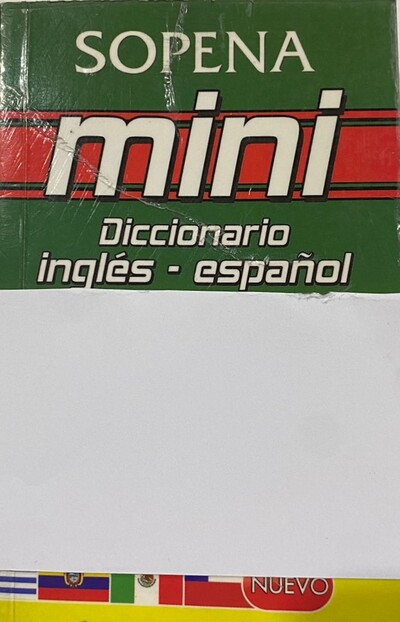 SOPENA
mini
Diccionario
inglés - español
NUEVO